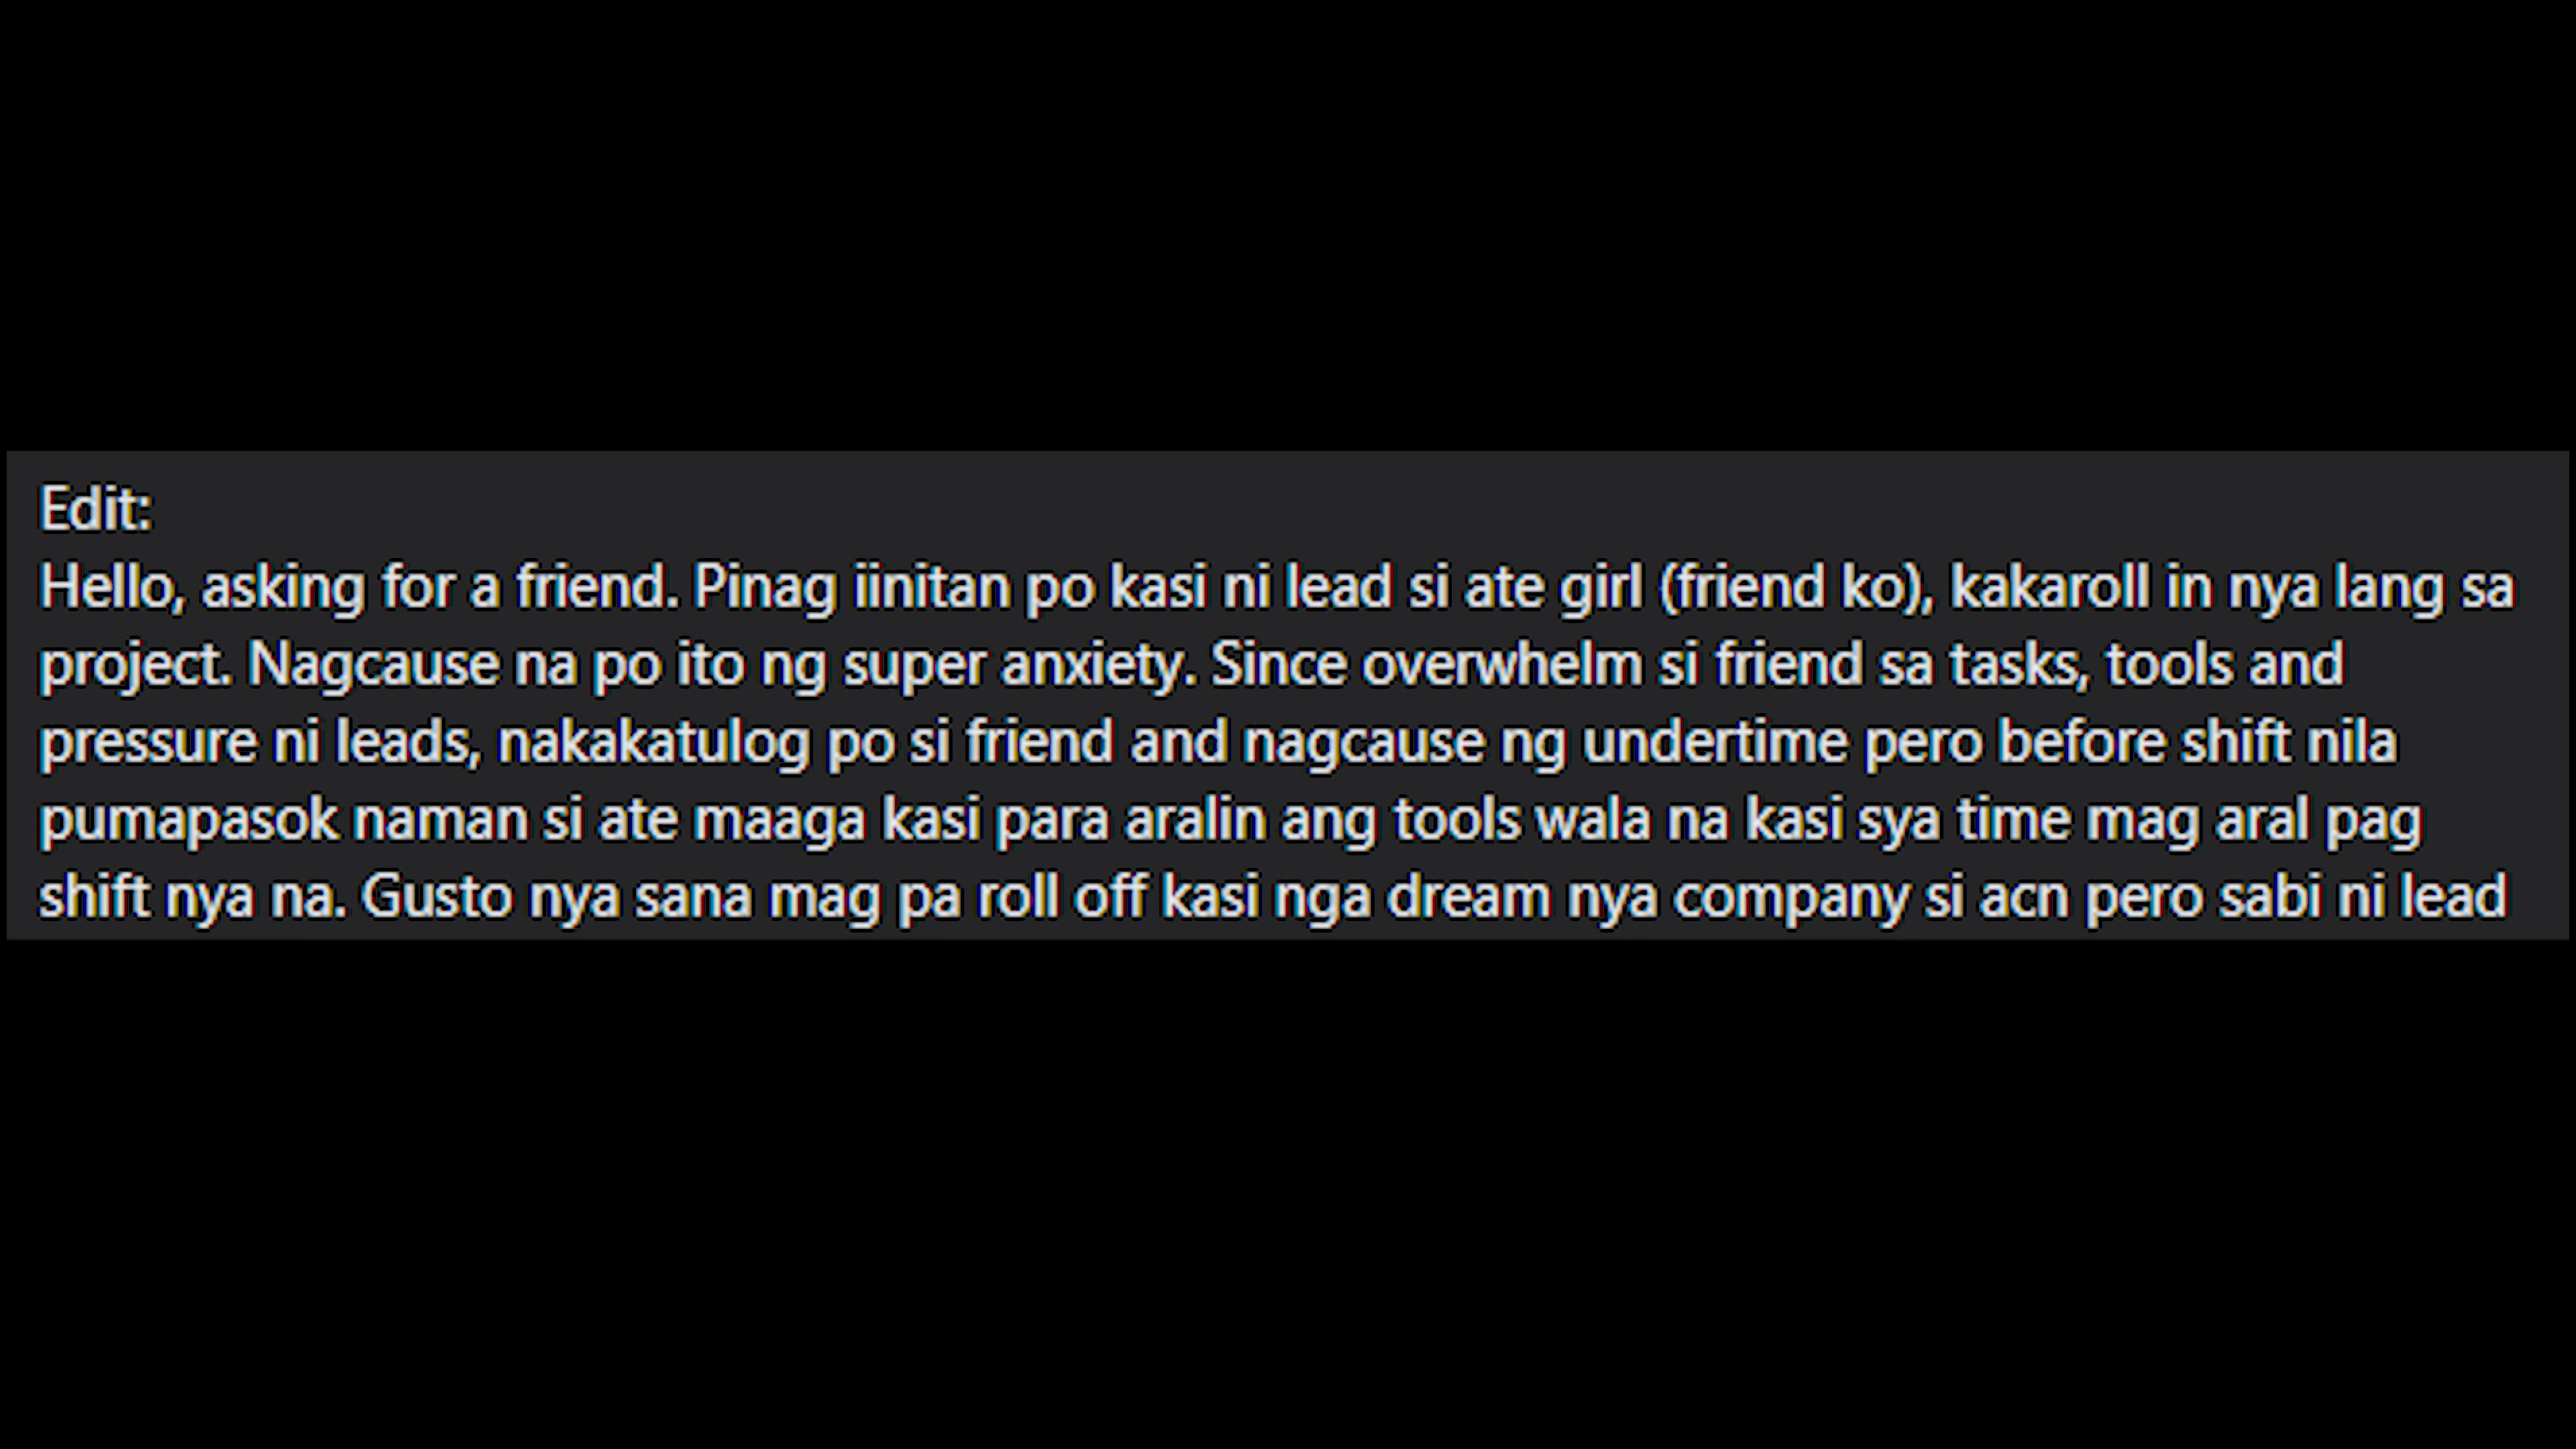 Edit:
Hello, asking for a friend. Pinag iinitan po kasi ni lead si ate girl (friend ko), kakaroll in nya lang sa
project. Nagcause na po ito ng super anxiety. Since overwhelm si friend sa tasks, tools and
pressure ni leads, nakakatulog po si friend and nagcause ng undertime pero before shift nila
pumapasok naman si ate maaga kasi para aralin ang tools wala na kasi sya time mag aral pag
shift nya na. Gusto nya sana mag pa roll off kasi nga dream nya company si acn pero sabi ni lead